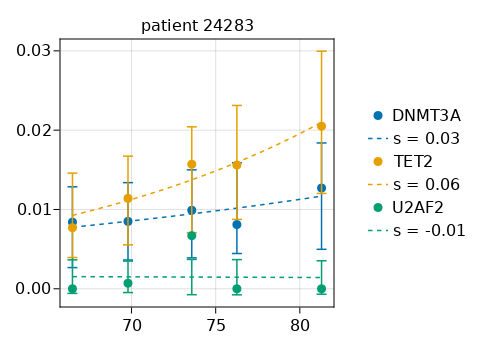 patient 24283
0.03
0.02
0.01
0.00
70
75
80
DNMT3A
s = 0.03
TET2
s = 0.06
U2AF2
s = -0.01